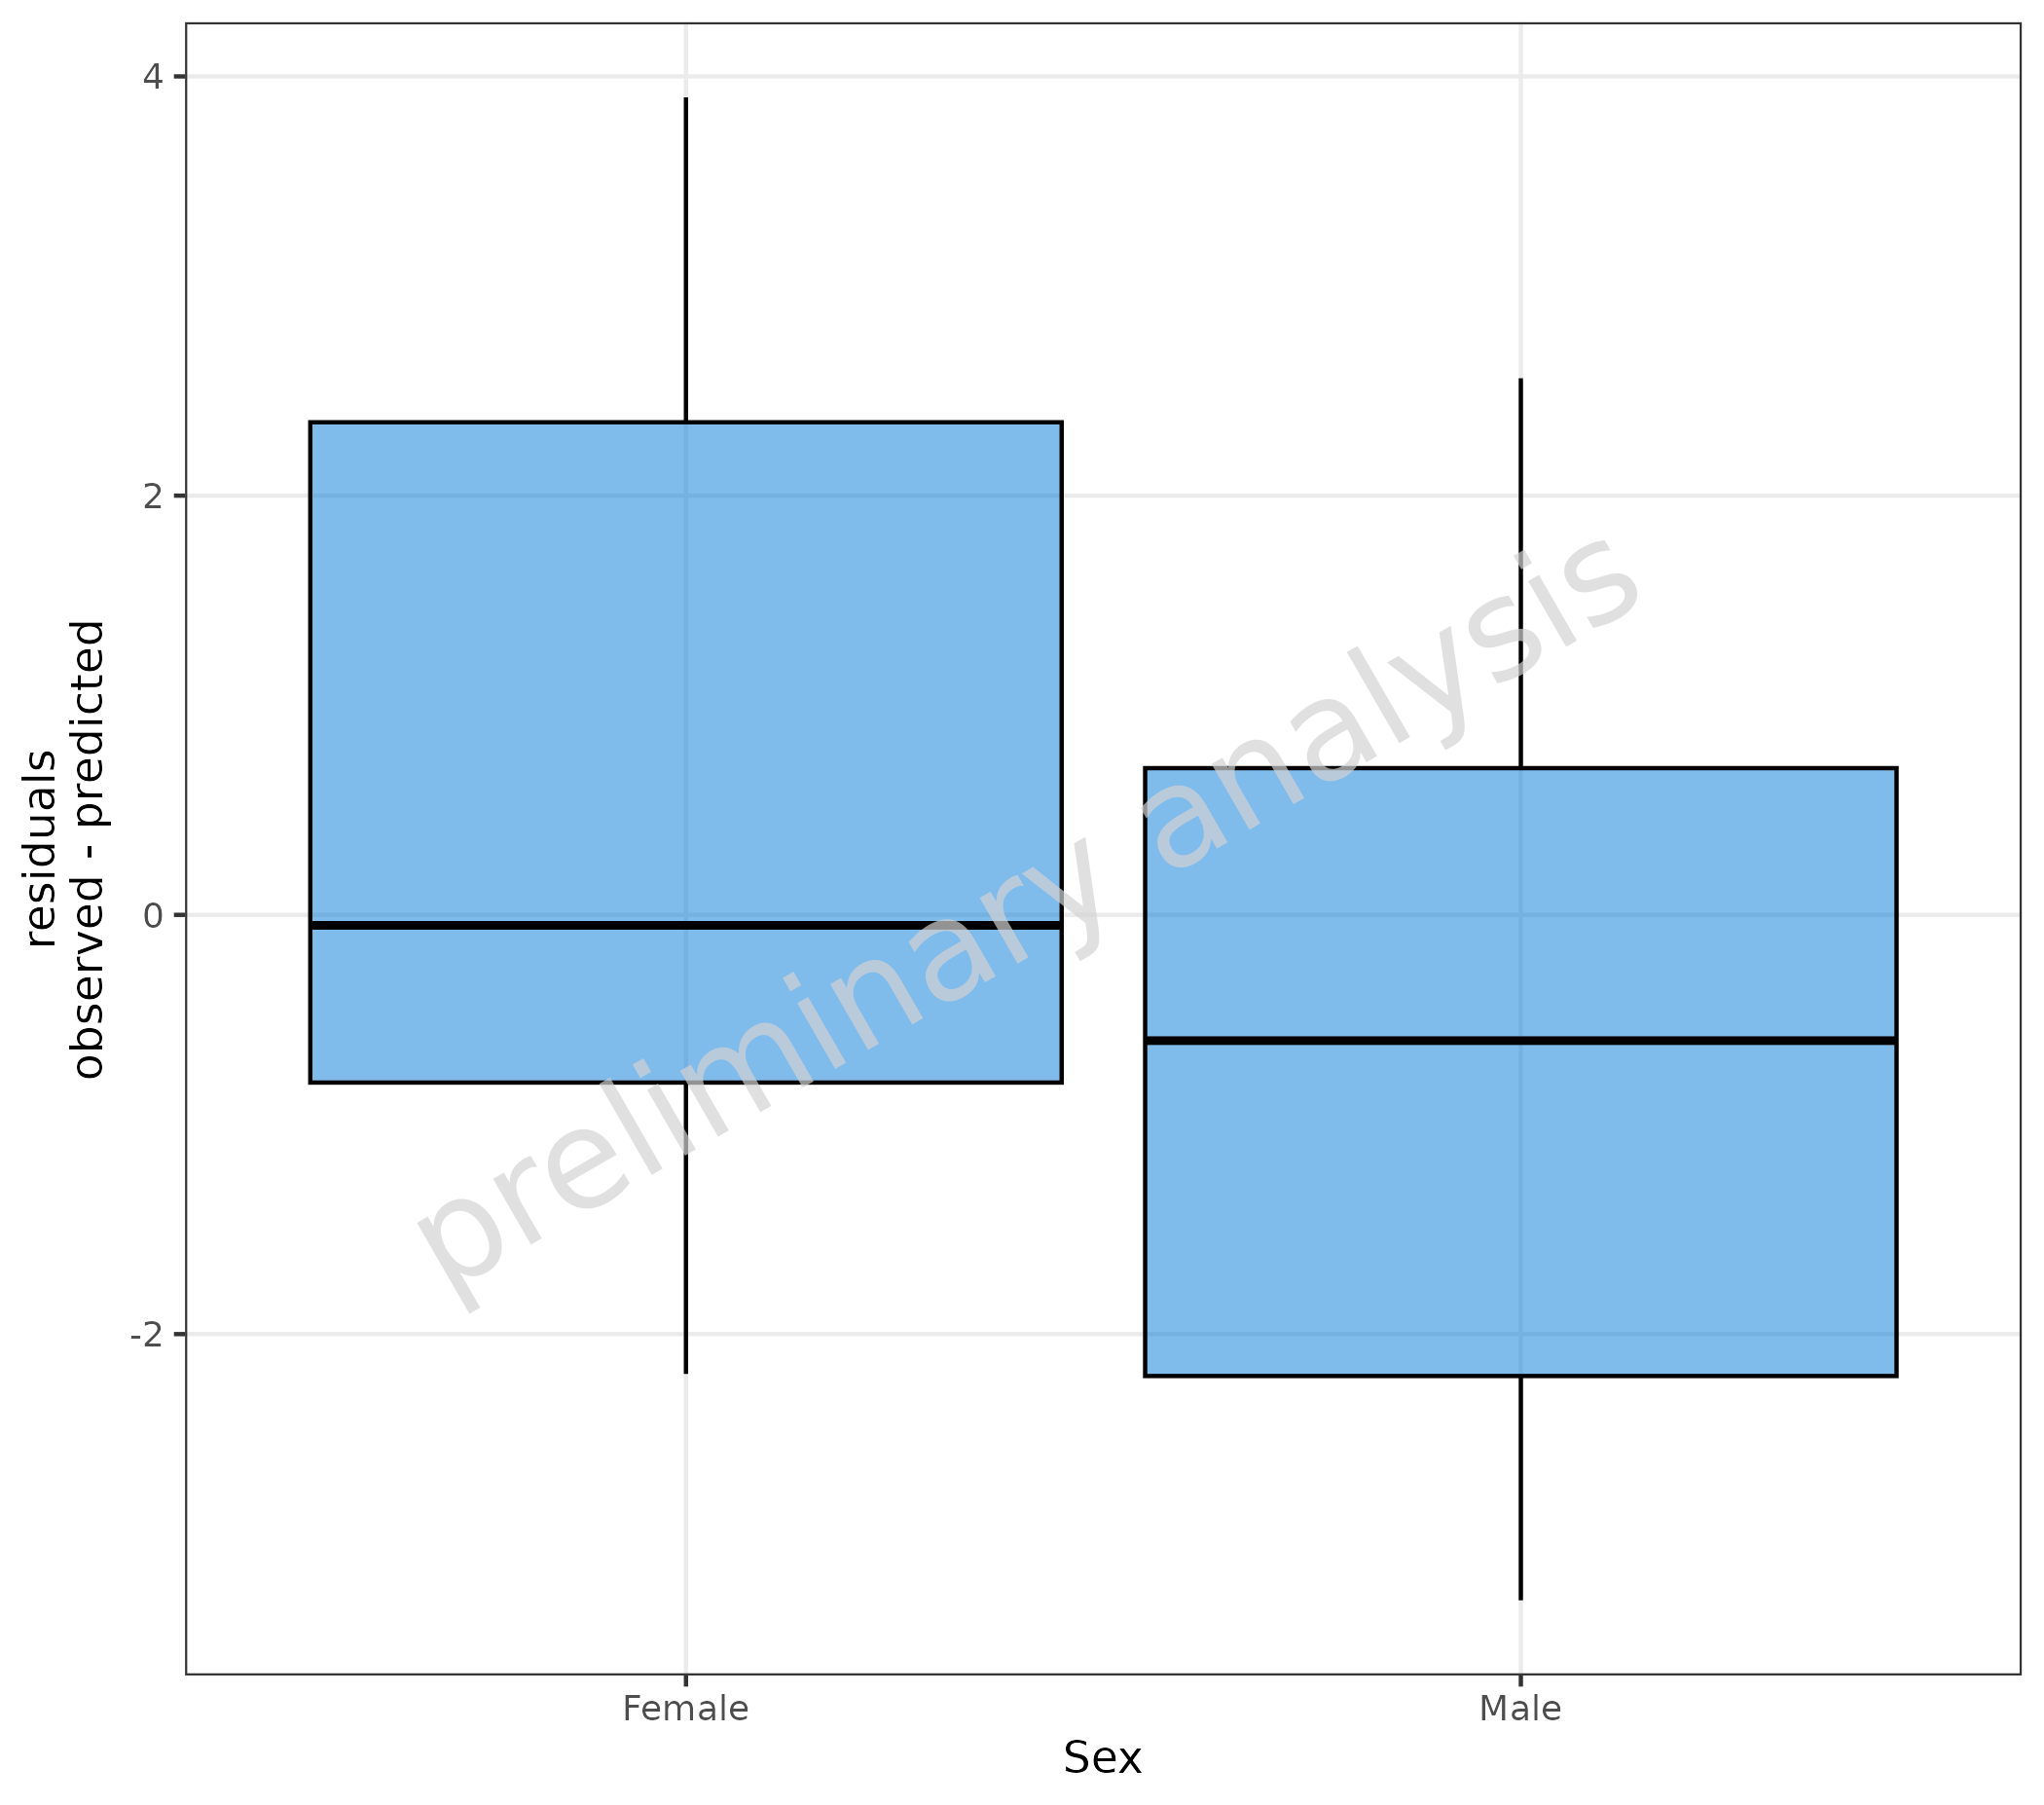 residuals
observed - predicted
4
2
0
-2
preliminary analysis
Female
Male
Sex